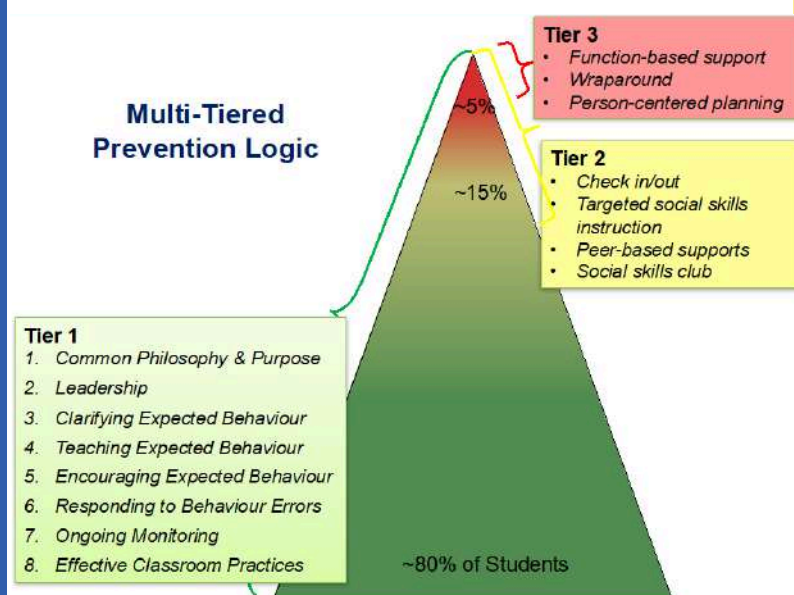 Multi-Tiered
Prevention Logic
Tier 3
• Function-based support
• Wraparound
• Person-centered planning
~5%
Tier 2
• Check in/out
• Targeted social skills
instruction
• Peer-based supports
• Social skills club
~15%
Tier 1
1. Common Philosophy & Purpose
2. Leadership
3. Clarifying Expected Behaviour
4. Teaching Expected Behaviour
5. Encouraging Expected Behaviour
6. Responding to Behaviour Errors
7. Ongoing Monitoring
8. Effective Classroom Practices
~80% of Students